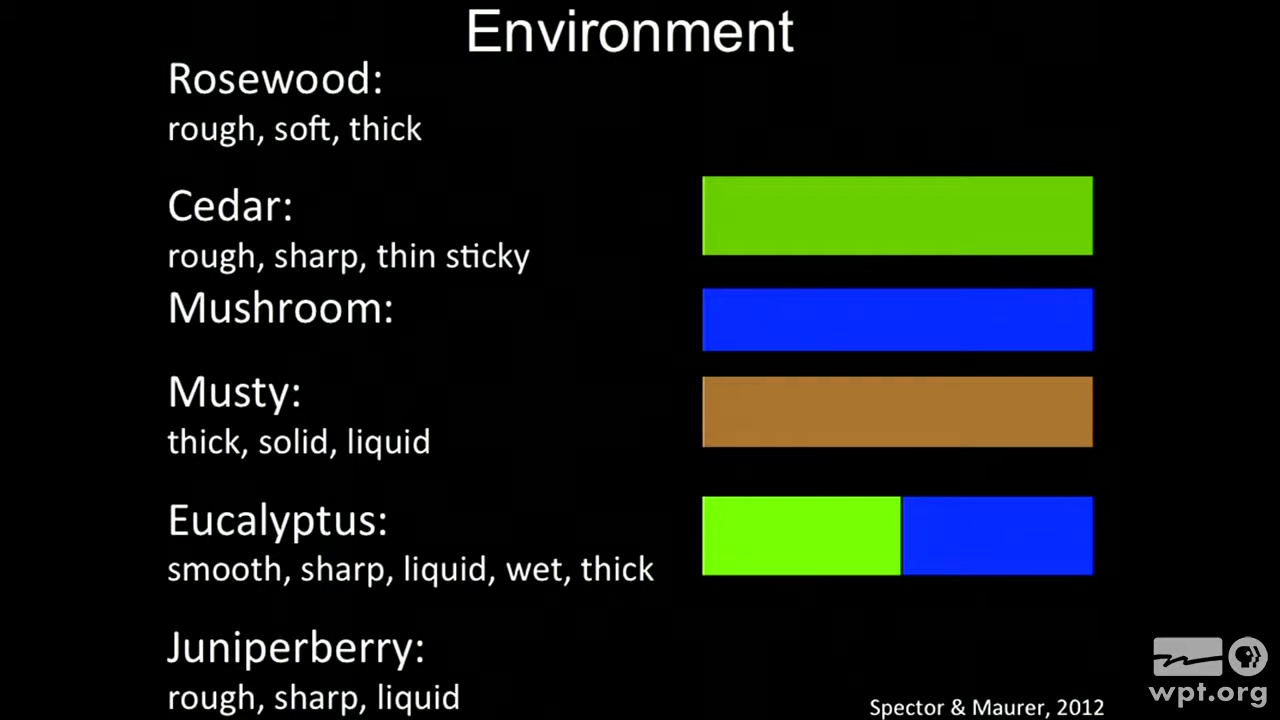 Environment
Rosewood:
rough, soft, thick
Cedar:
rough, sharp, thin sticky
Mushroom:
Musty:
thick, solid, liquid
Eucalyptus:
smooth, sharp, liquid, wet, thick
Juniperberry:
rough, sharp, liquid
Spector & Maurer, 2012
wpt.org